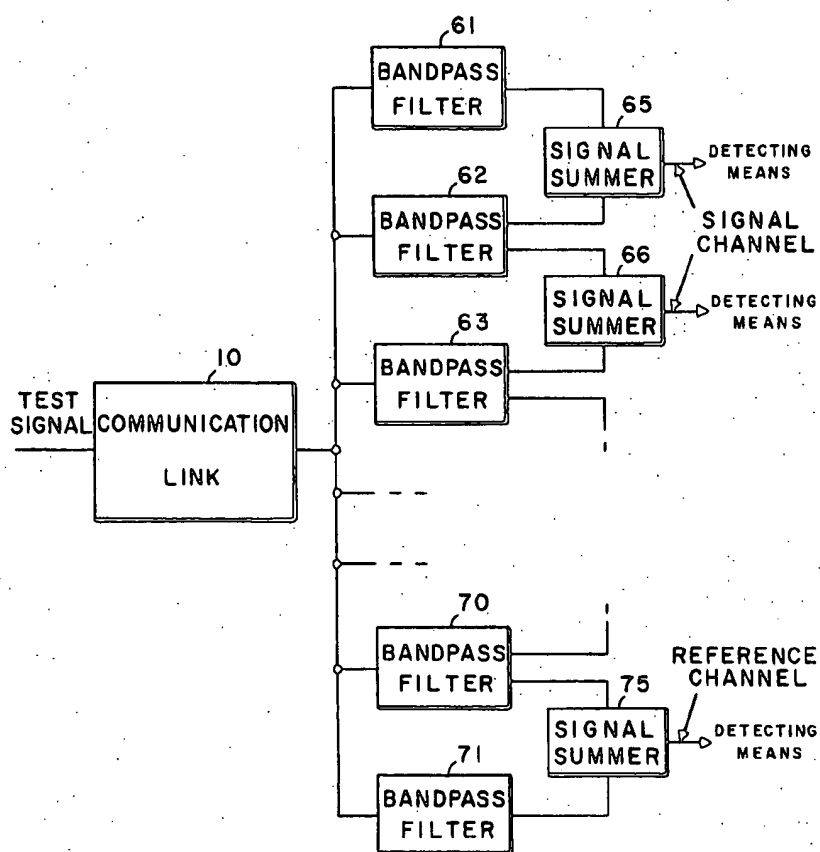 61
BANDPASS
FILTER
65
SIGNAL
SUMMER
DETECTING
MEANS
62
BANDPASS
FILTER
SIGNAL
CHANNEL
66
SIGNAL
SUMMER
DETECTING
MEANS
63
BANDPASS
FILTER
10
TEST
SIGNAL
COMMUNICATION
LINK
70
BANDPASS
FILTER
REFERENCE
CHANNEL
75
SIGNAL
SUMMER
DETECTING
MEANS
71
BANDPASS
FILTER